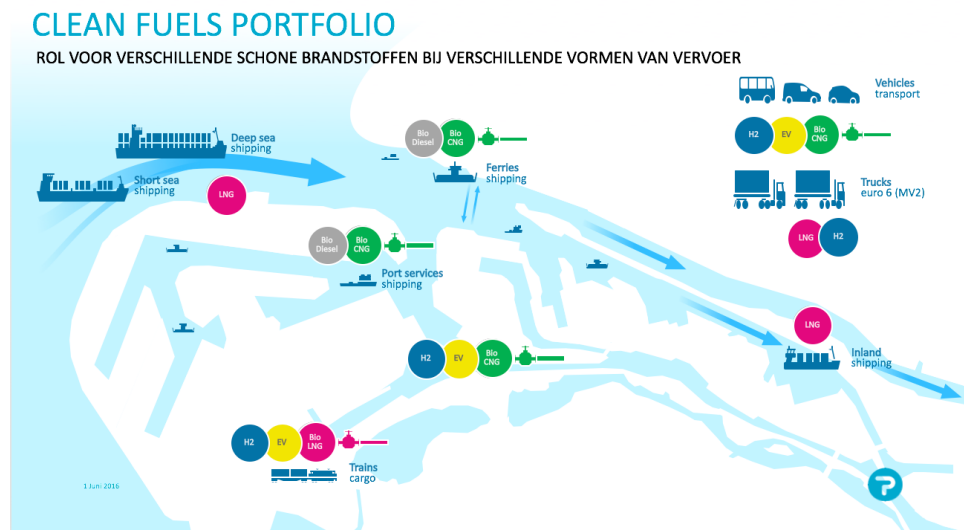 CLEAN FUELS PORTFOLIO
ROL VOOR VERSCHILLENDE SCHONE BRANDSTOFFEN BIJ VERSCHILLENDE VORMEN VAN VERVOER
Vehicles
transport
H2
EV
Bio
CNG
Deep sea
shipping
Bio
Diesel
Bio
CNG
Ferries
shipping
Short sea
shipping
LNG
Trucks
euro 6 (MV2)
LNG
H2
Bio
Diesel
Bio
CNG
Port services
shipping
LNG
Inland
shipping
H2
EV
Bio
CNG
H2
EV
Bio
LNG
Trains
cargo
1 Juni 2016